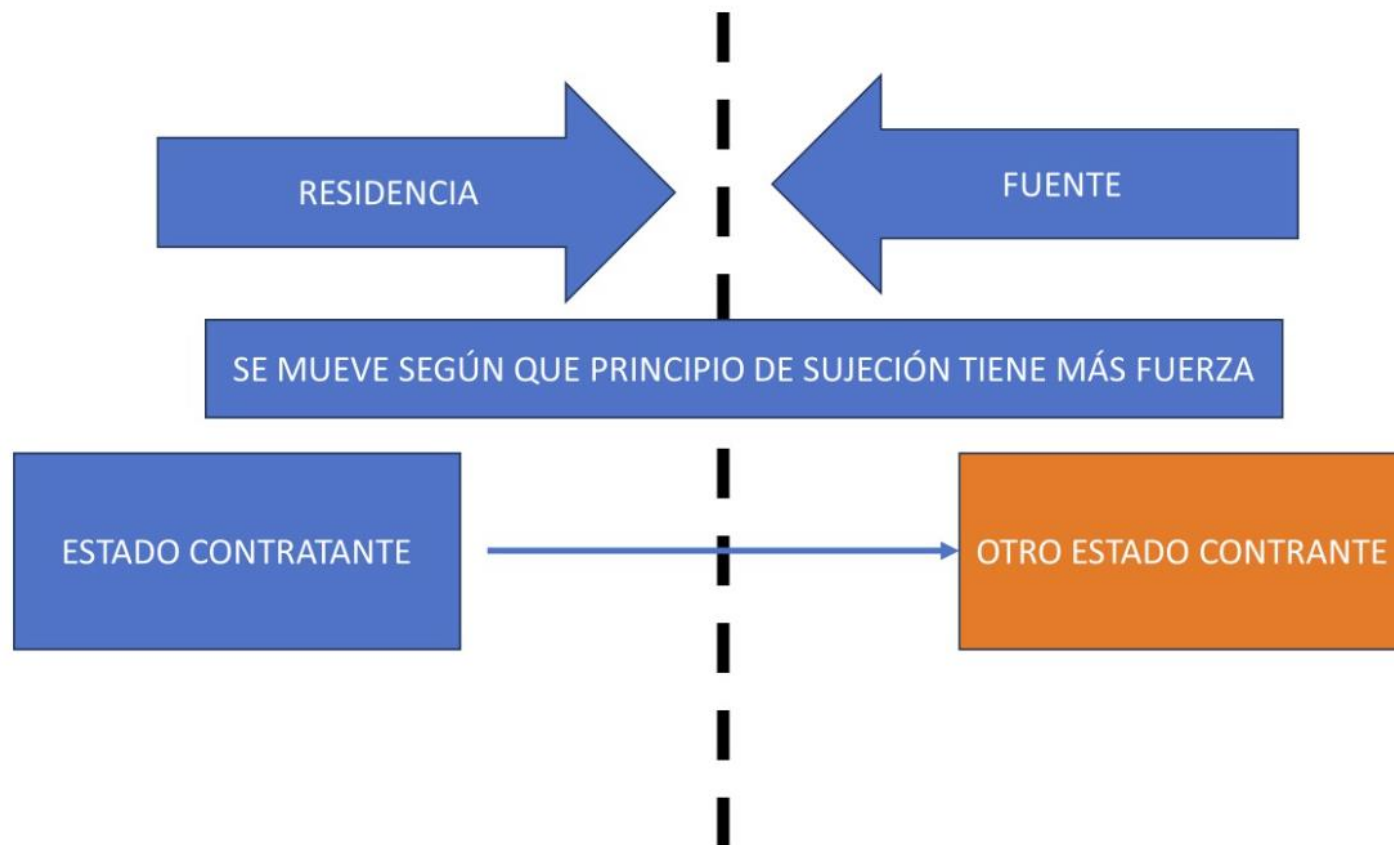 RESIDENCIA
FUENTE
SE MUEVE SEGÚN QUE PRINCIPIO DE SUJECIÓN TIENE MÁS FUERZA
ESTADO CONTRATANTE
OTRO ESTADO CONTRANTE